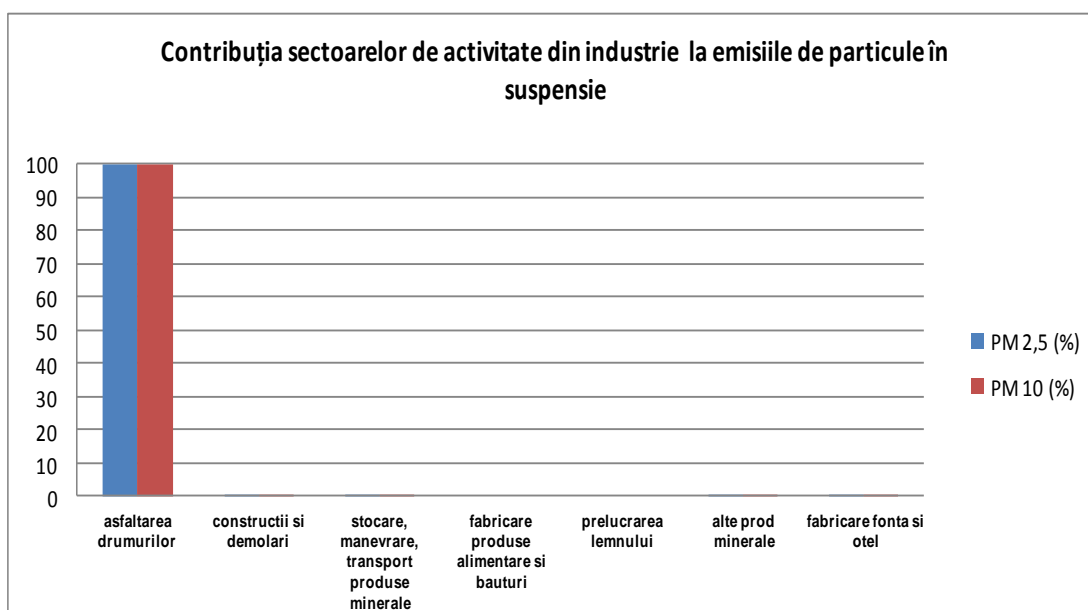 Contribuția sectoarelor de activitate din industrie la emisiile de particule în
suspensie
100
90
80
70
60
50
40
30
20
10
0
asfaltarea
drumurilor
constructii si
demolari
stocare,
manevrare,
transport
produse
minerale
fabricare
produse
alimentare si
bauturi
prelucrarea
lemnului
alte prod
minerale
fabricare fonta si
otel
PM 2,5 (%)
PM 10 (%)